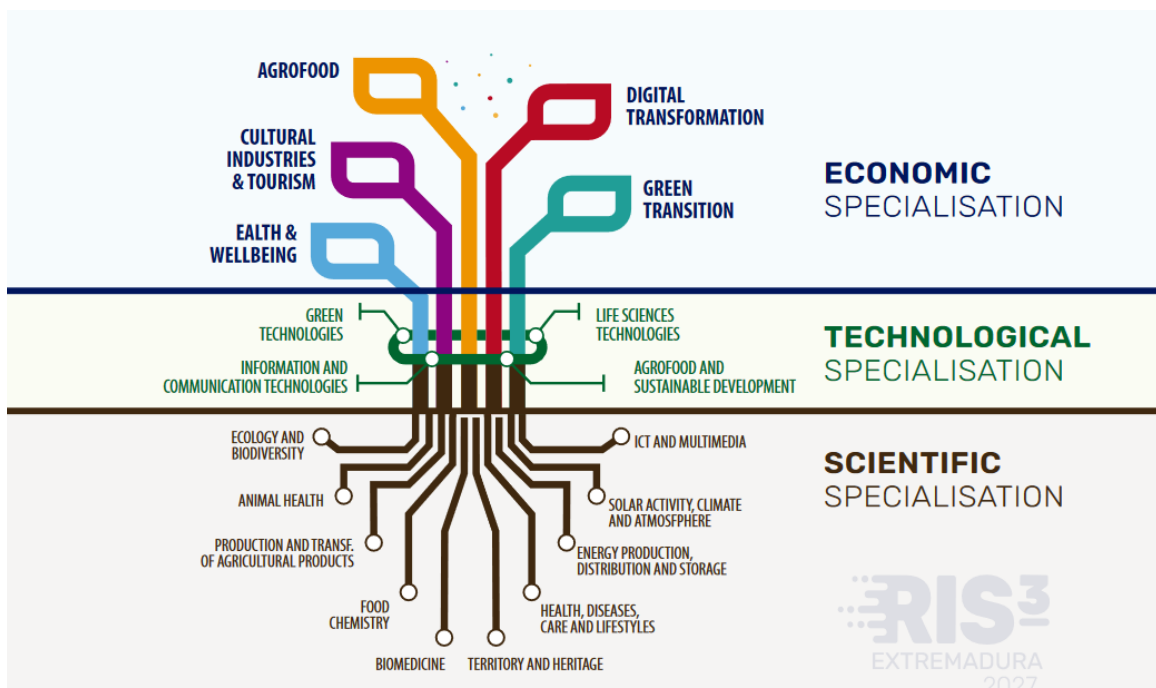 AGROFOOD
DIGITAL
TRANSFORMATION
CULTURAL
INDUSTRIES
& TOURISM
GREEN
TRANSITION
EALTH &
WELLBEING
ECONOMIC
SPECIALISATION
GREEN
TECHNOLOGIES
LIFE SCIENCES
TECHNOLOGIES
INFORMATION AND
COMMUNICATION TECHNOLOGIES
AGROFOOD AND
SUSTAINABLE DEVELOPMENT
TECHNOLOGICAL
SPECIALISATION
ECOLOGY AND
BIODIVERSITY
ICT AND MULTIMEDIA
ANIMAL HEALTH
SOLAR ACTIVITY, CLIMATE
AND ATMOSFPHERE
PRODUCTION AND TRANSF.
OF AGRICULTURAL PRODUCTS
ENERGY PRODUCTION,
DISTRIBUTION AND STORAGE
FOOD
CHEMISTRY
HEALTH, DISEASES,
CARE AND LIFESTYLES
BIOMEDICINE
TERRITORY AND HERITAGE
SCIENTIFIC
SPECIALISATION
RIS3
EXTREMADURA
2027